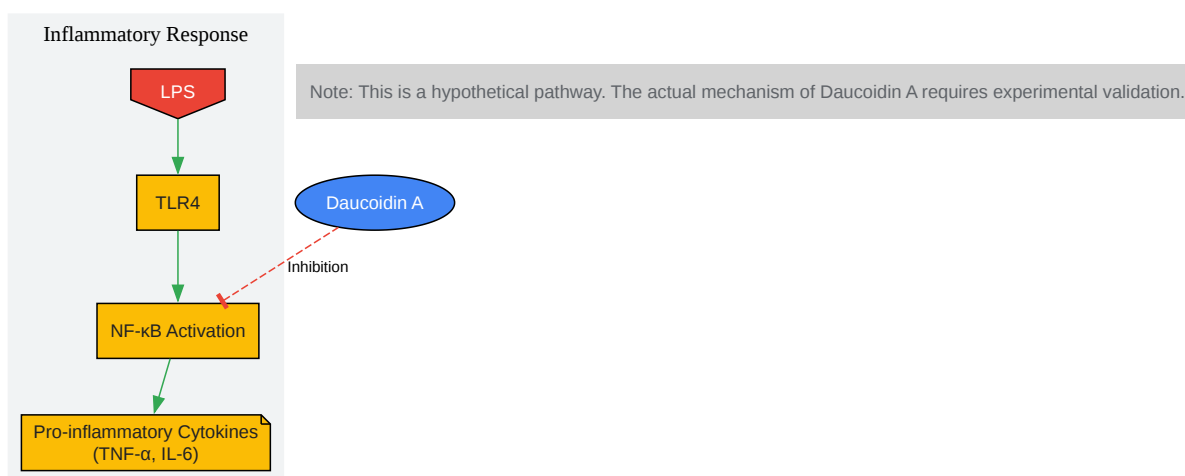 Inflammatory Response
LPS
Note: This is a hypothetical pathway. The actual mechanism of Daucoidin A requires experimental validation.
TLR4
Daucoidin A
Inhibition
NF-κB Activation
Pro-inflammatory Cytokines
(TNF-α, IL-6)